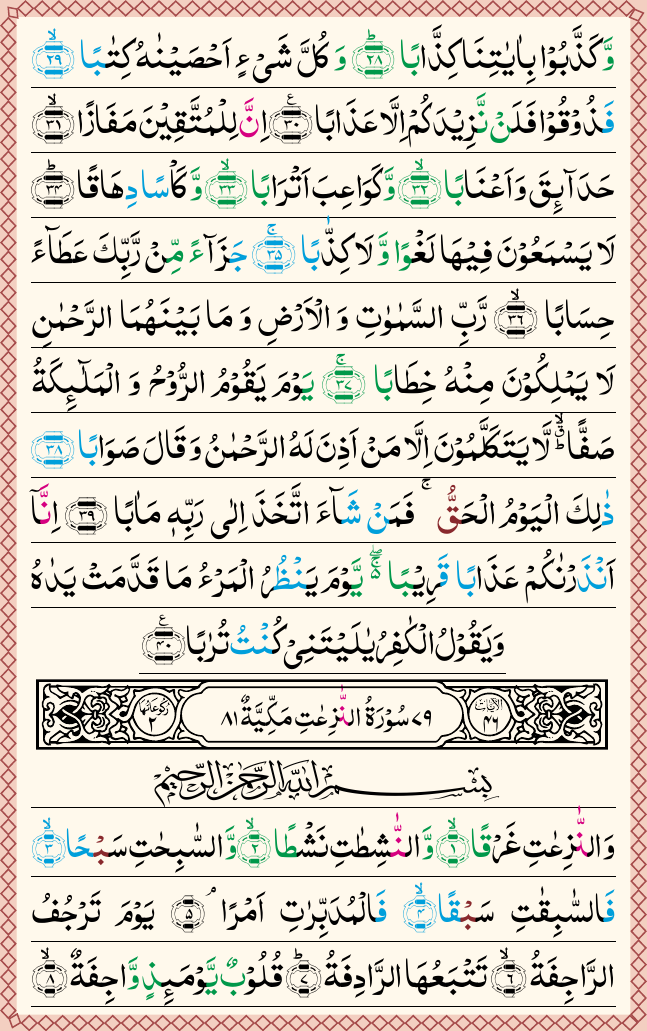 وَّ كَذَّبُوْا بِاٰيٰتِنَا كِذَّابًا ﴿ؕ۲۸﴾ وَ كُلَّ شَیْءٍ اَحْصَيْنٰهُ كِتٰبًا ﴿ۙ۲۹﴾
فَذُوْقُوْا فَلَنْ نَّزِيْدَكُمْ اِلَّا عَذَابًا ﴿۳۰﴾ع اِنَّ لِلْمُتَّقِيْنَ مَفَازًا ﴿ۙ۳۱﴾
حَدَآئِقَ وَ اَعْنَابًا ﴿ۙ۳۲﴾ وَّ كَوَاعِبَ اَتْرَابًا ﴿ۙ۳۳﴾ وَّ كَاْسًا دِهَاقًا ﴿ؕ۳۴﴾
لَا يَسْمَعُوْنَ فِيْهَا لَغْوًا وَّ لَا كِذّٰبًا ﴿ۚ۳۵﴾ جَزَآءً مِّنْ رَّبِّكَ عَطَآءً
حِسَابًا ﴿ۙ۳۶﴾ رَّبِّ السَّمٰوٰتِ وَ الْاَرْضِ وَ مَا بَيْنَهُمَا الرَّحْمٰنِ
لَا يَمْلِكُوْنَ مِنْهُ خِطَابًا ﴿ۚ۳۷﴾ يَوْمَ يَقُوْمُ الرُّوْحُ وَ الْمَلٰٓئِكَةُ
صَفًّا ۙۗؕ لَّا يَتَكَلَّمُوْنَ اِلَّا مَنْ اَذِنَ لَهُ الرَّحْمٰنُ وَ قَالَ صَوَابًا ﴿۳۸﴾
ذٰلِكَ الْيَوْمُ الْحَقُّ ۚ فَمَنْ شَآءَ اتَّخَذَ اِلٰی رَبِّهٖ مَاٰبًا ﴿۳۹﴾ اِنَّاۤ
اَنْذَرْنٰكُمْ عَذَابًا قَرِيْبًا ۚۖ۬ يَّوْمَ يَنْظُرُ الْمَرْءُ مَا قَدَّمَتْ يَدٰهُ
وَ يَقُوْلُ الْكٰفِرُ يٰلَيْتَنِیْ كُنْتُ تُرٰبًا ﴿۴۰﴾ع
الآيات ۴۶ ۷۹ سُوْرَةُ النّٰزِعٰتِ مَكِّيَّةٌ ۸۱ ركوعاتها ۲
بِسْمِ اللّٰهِ الرَّحْمٰنِ الرَّحِيْمِ
وَ النّٰزِعٰتِ غَرْقًا ﴿ۙ۱﴾ وَّ النّٰشِطٰتِ نَشْطًا ﴿ۙ۲﴾ وَّ السّٰبِحٰتِ سَبْحًا ﴿ۙ۳﴾
فَالسّٰبِقٰتِ سَبْقًا ﴿ۙ۴﴾ فَالْمُدَبِّرٰتِ اَمْرًا ﴿ۘ۵﴾ يَوْمَ تَرْجُفُ
الرَّاجِفَةُ ﴿ۙ۶﴾ تَتْبَعُهَا الرَّادِفَةُ ﴿ؕ۷﴾ قُلُوْبٌ يَّوْمَئِذٍ وَّاجِفَةٌ ﴿ۙ۸﴾